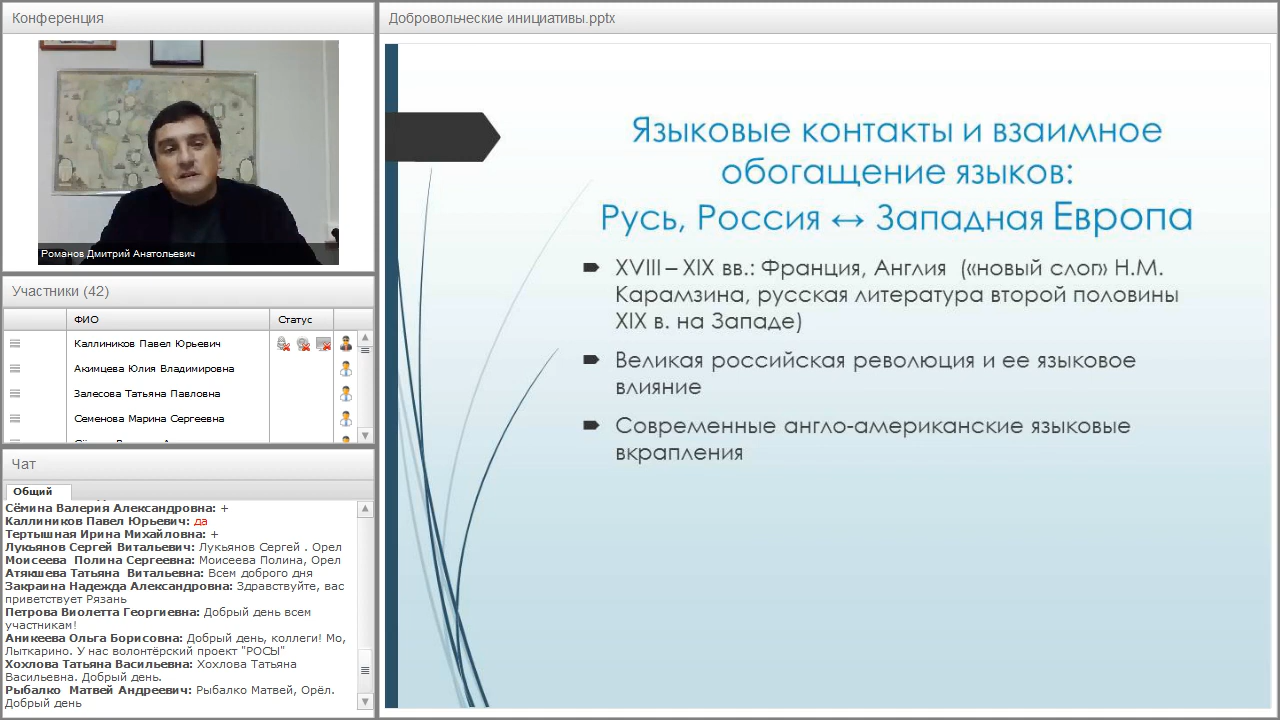 Конференция
Романов Дмитрий Анатольевич
Участники (42)
ФИО
Статус
Каллиников Павел Юрьевич
Акимцева Юлия Владимировна
Залесова Татьяна Павловна
Семенова Марина Сергеевна
Чат
Общий
Сёмина Валерия Александровна: +
Каллиников Павел Юрьевич: да
Тертышная Ирина Михайловна: +
Лукьянов Сергей Витальевич: Лукьянов Сергей . Орел
Моисеева Полина Сергеевна: Моисеева Полина, Орел
Атякшева Татьяна Витальевна: Всем доброго дня
Закраина Надежда Александровна: Здравствуйте, вас
приветствует Рязань
Петрова Виолетта Георгиевна: Добрый день всем
участникам!
Аникеева Ольга Борисовна: Добрый день, коллеги! Мо,
Лыткарино. У нас волонтёрский проект "РОСЫ"
Хохлова Татьяна Васильевна: Хохлова Татьяна
Васильевна. Добрый день.
Рыбалко Матвей Андреевич: Рыбалко Матвей, Орёл.
Добрый день
Добровольческие инициативы.pptx
Языковые контакты и взаимное
обогащение языков:
Русь, Россия ↔ Западная Европа
XVIII – XIX вв.: Франция, Англия («новый слог» Н.М.
Карамзина, русская литература второй половины
XIX в. на Западе)
Великая российская революция и ее языковое
влияние
Современные англо-американские языковые
вкрапления